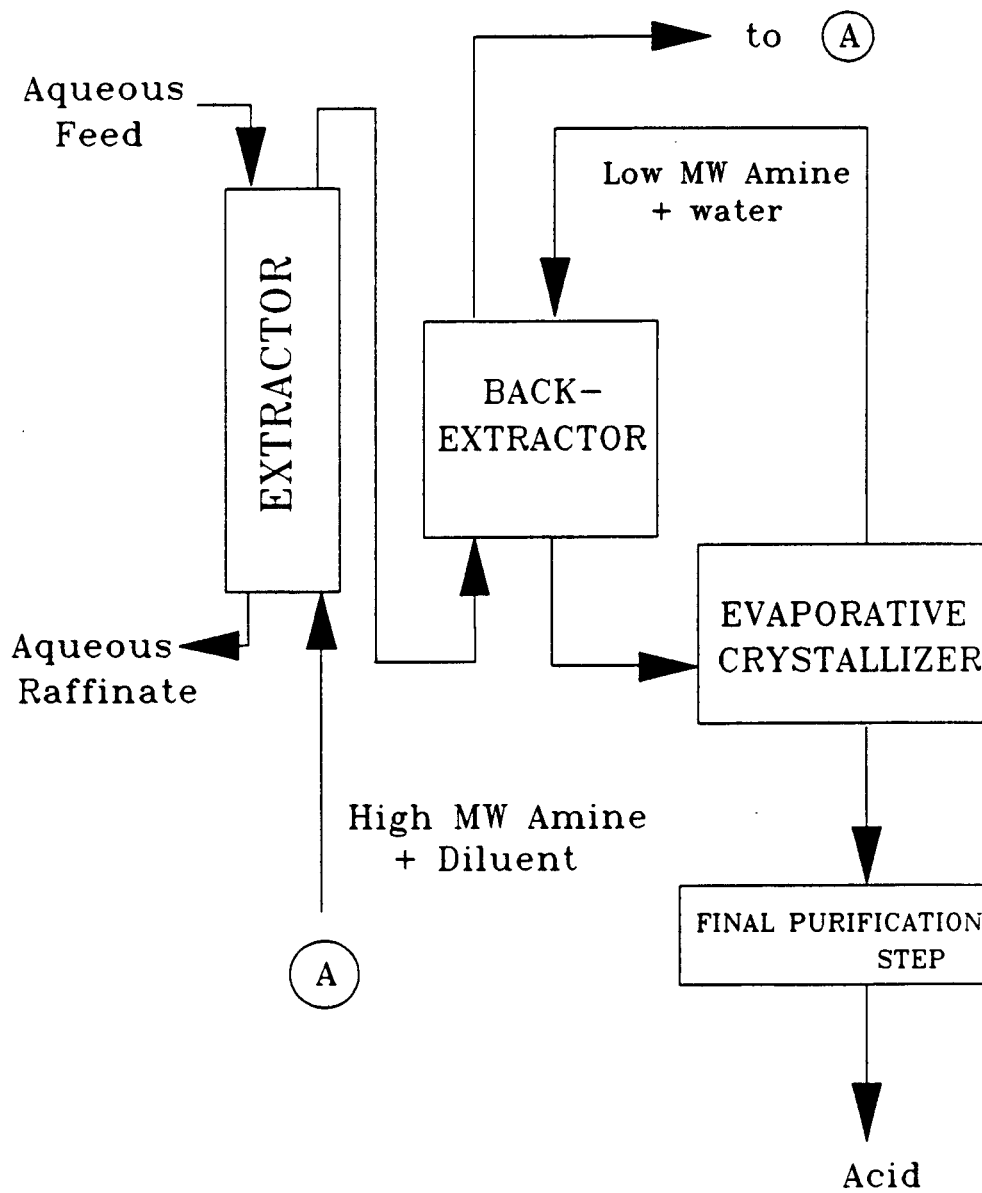 to A
Aqueous
Feed
Low MW Amine
+ water
EXTRACTOR
BACK-
EXTRACTOR
EVAPORATIVE
CRYSTALLIZER
Aqueous
Raffinate
High MW Amine
+ Diluent
A
FINAL PURIFICATION
STEP
Acid